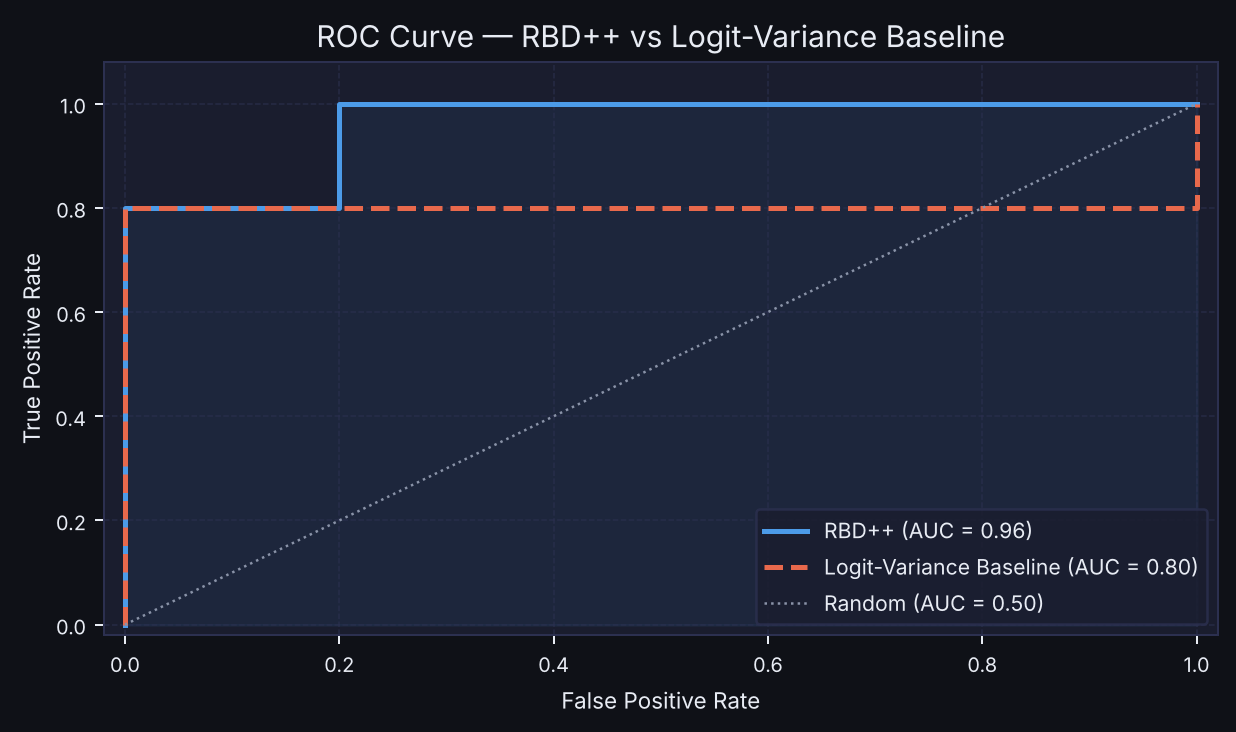 ROC Curve — RBD++ vs Logit-Variance Baseline
True Positive Rate
1.0
0.8
0.6
0.4
0.2
0.0
RBD++ (AUC = 0.96)
Logit-Variance Baseline (AUC = 0.80)
Random (AUC = 0.50)
0.0 0.2 0.4 0.6 0.8 1.0
False Positive Rate